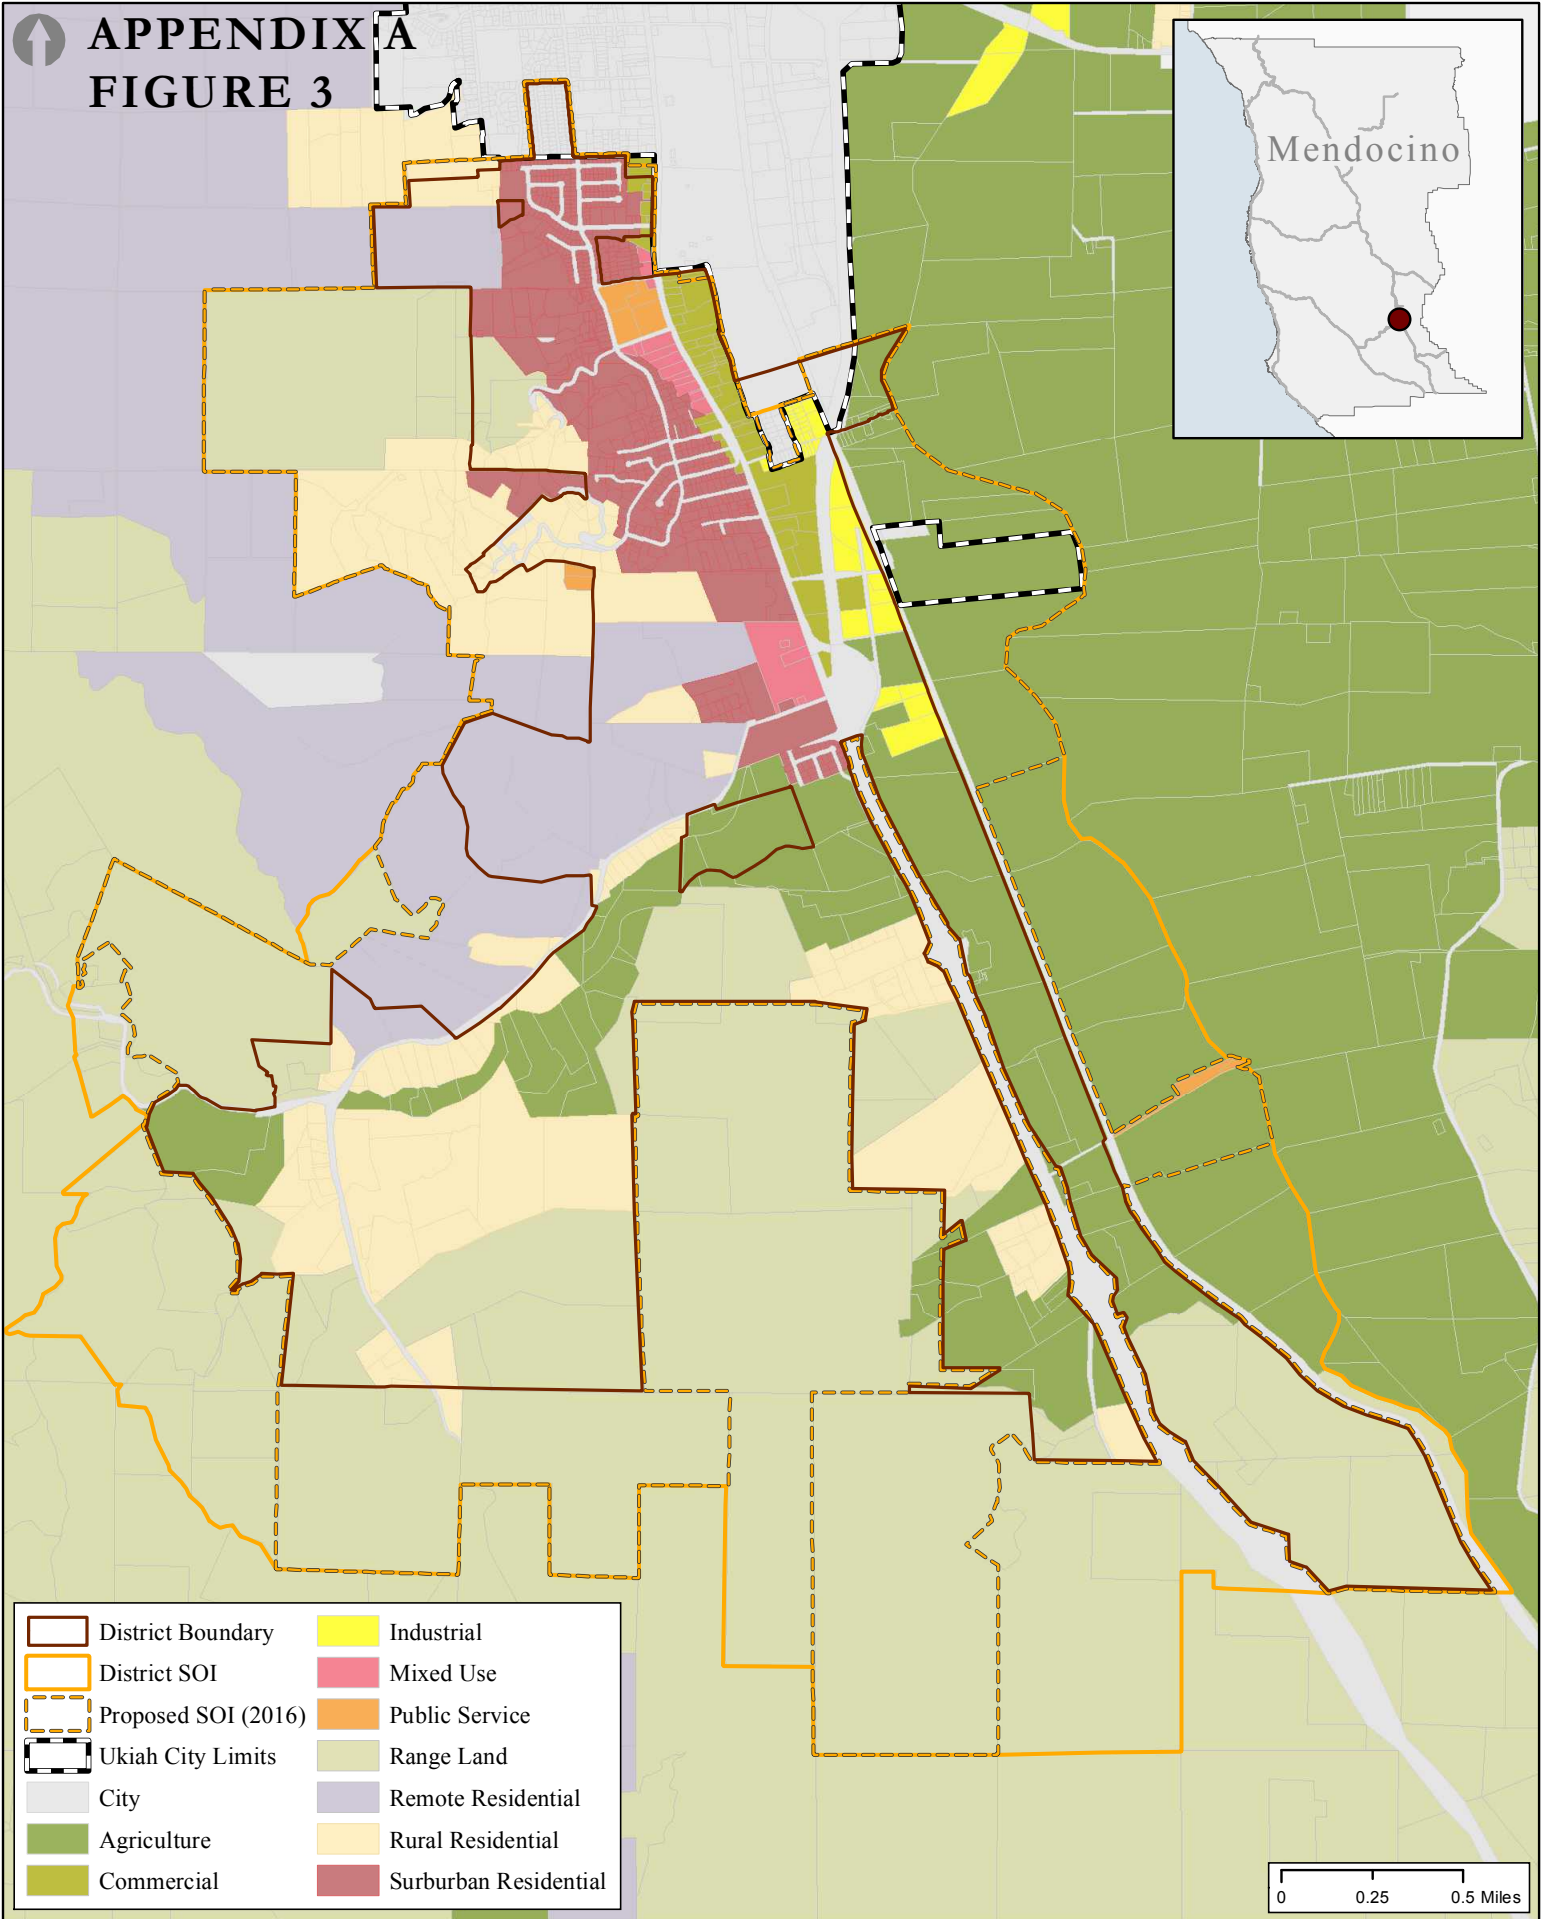 APPENDIX A
FIGURE 3
Mendocino
District Boundary
District SOI
Proposed SOI (2016)
Ukiah City Limits
City
Agriculture
Commercial
Industrial
Mixed Use
Public Service
Range Land
Remote Residential
Rural Residential
Surburban Residential
0 0.25 0.5 Miles